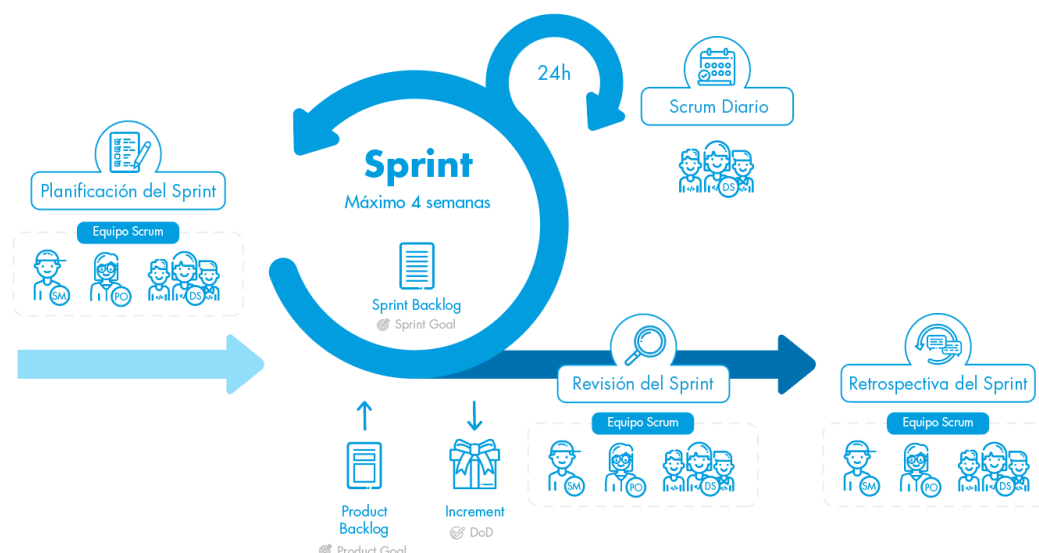 24h
Scrum Diario
DS
Sprint
Máximo 4 semanas
Planificación del Sprint
Equipo Scrum
SM
PO
DS
Sprint Backlog
Sprint Goal
Revisión del Sprint
Equipo Scrum
SM
PO
DS
Retrospectiva del Sprint
Equipo Scrum
SM
PO
DS
Product
Backlog
Product Goal
Increment
DoD